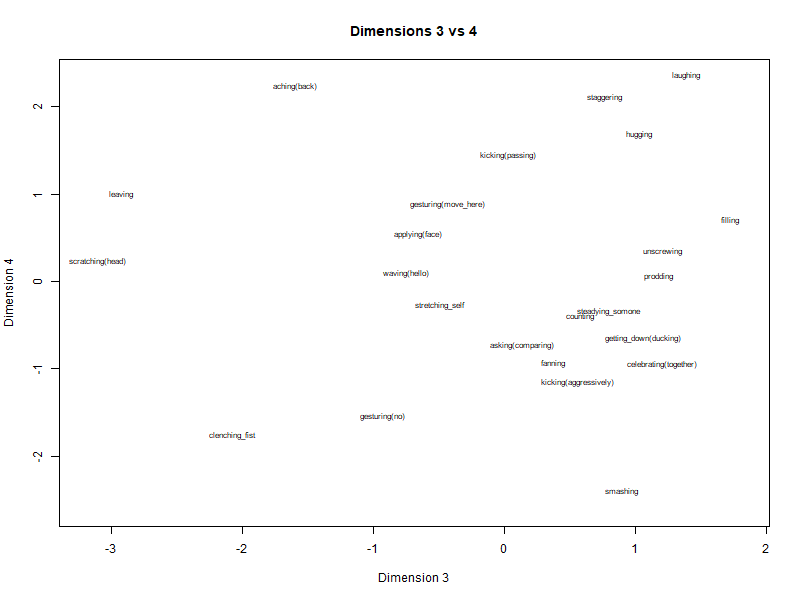 Dimensions 3 vs 4
laughing
aching(back)
staggering
hugging
kicking(passing)
leaving
gesturing(move_here)
filling
applying(face)
unscrewing
scratching(head)
waving(hello)
prodding
stretching_self
steadying_somone
counting
getting_down(ducking)
asking(comparing)
fanning
celebrating(together)
kicking(aggressively)
gesturing(no)
clenching_fist
smashing
2
1
0
-1
-2
Dimension 4
-3 -2 -1 0 1 2
Dimension 3